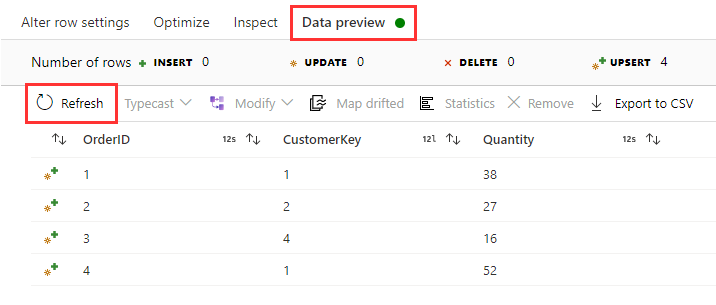 Alter row settings Optimize Inspect Data preview
Number of rows INSERT 0 UPDATE 0 DELETE 0 UPSERT 4
Refresh Typecast Modify Map drifted Statistics Remove Export to CSV
OrderID 12s CustomerKey 12l Quantity 12s
1 1 38
2 2 27
3 4 16
4 1 52